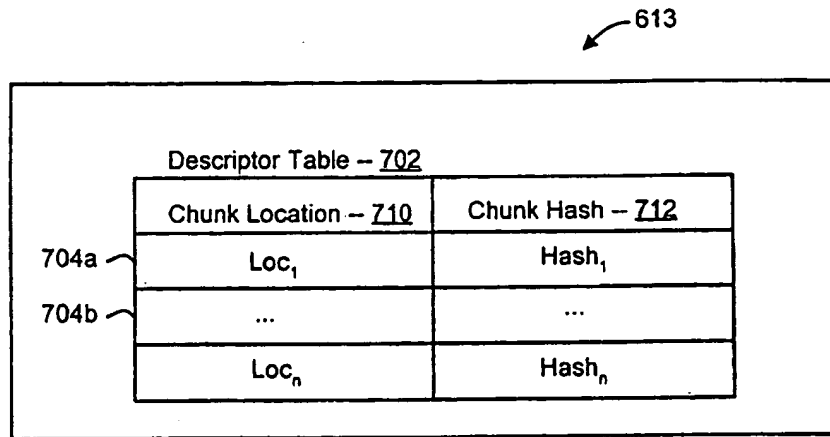 613
Descriptor Table – 702
Chunk Location – 710 Chunk Hash – 712
704a Loc₁ Hash₁
704b ... ...
Locₙ Hashₙ